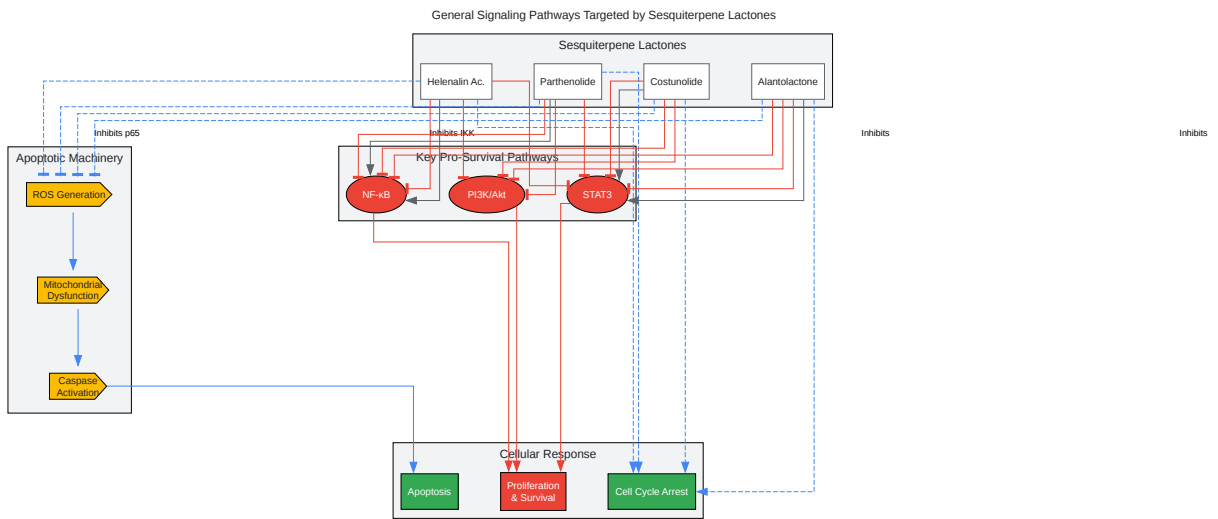 General Signaling Pathways Targeted by Sesquiterpene Lactones
Sesquiterpene Lactones
Helenalin Ac.
Parthenolide
Costunolide
Alantolactone
Inhibits p65
Inhibits IKK
Inhibits
Inhibits
Apoptotic Machinery
Key Pro-Survival Pathways
ROS Generation
NF-κB
PI3K/Akt
STAT3
Mitochondrial
Dysfunction
Caspase
Activation
Cellular Response
Apoptosis
Proliferation
& Survival
Cell Cycle Arrest